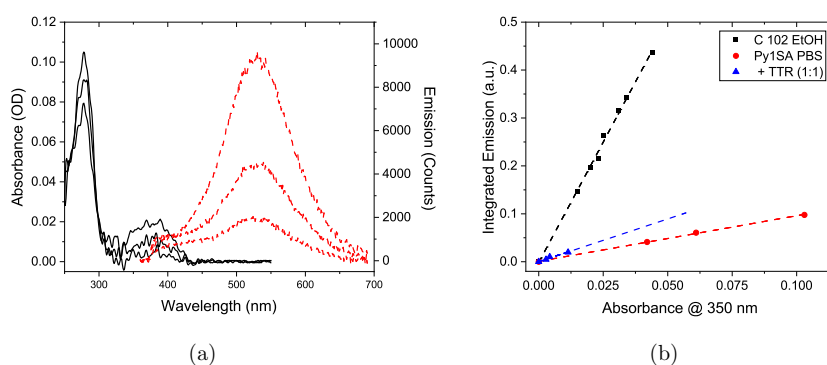 0.12
0.10
0.08
0.06
0.04
0.02
0.00
Absorbance (OD)
10000
8000
6000
4000
2000
0
Emission (Counts)
300 400 500 600 700
Wavelength (nm)
(a)
0.5
0.4
0.3
0.2
0.1
0.0
Integrated Emission (a.u.)
C 102 EtOH
Py1SA PBS
+ TTR (1:1)
0.000 0.025 0.050 0.075 0.100
Absorbance @ 350 nm
(b)